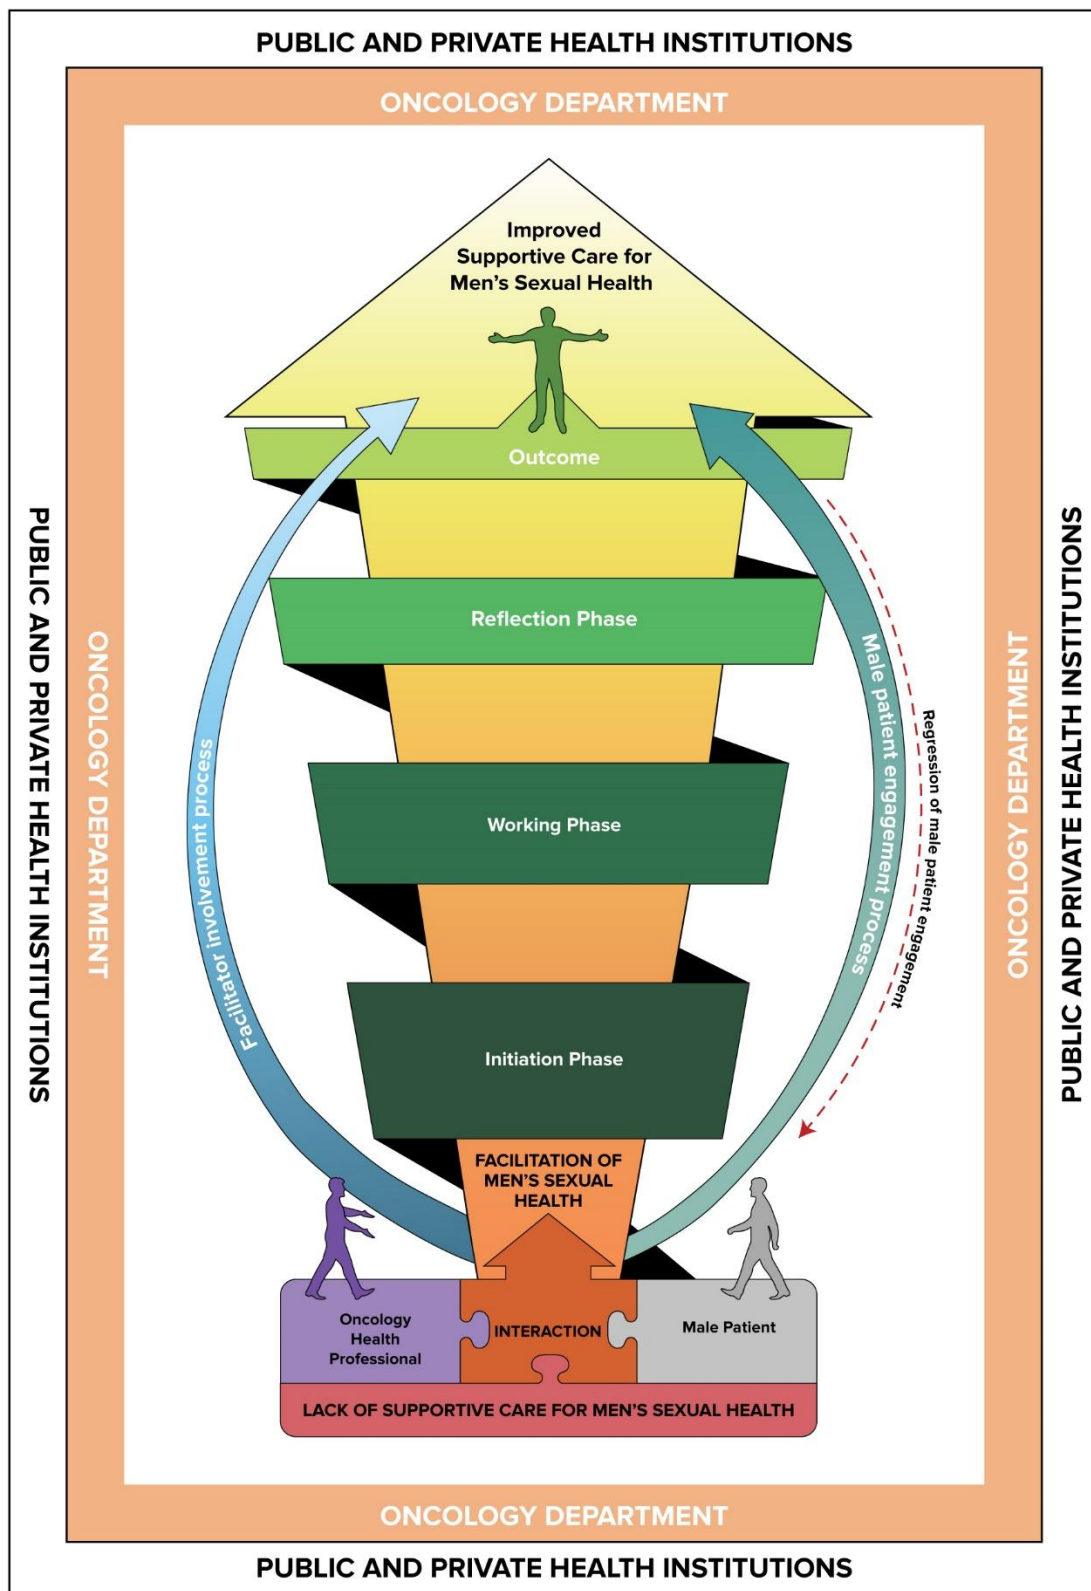 PUBLIC AND PRIVATE HEALTH INSTITUTIONS
ONCOLOGY DEPARTMENT
Improved
Supportive Care for
Men's Sexual Health
Outcome
Reflection Phase
Working Phase
Initiation Phase
Facilitator involvement process
Male patient engagement process
Regression of male patient engagement
PUBLIC AND PRIVATE HEALTH INSTITUTIONS
ONCOLOGY DEPARTMENT
ONCOLOGY DEPARTMENT
PUBLIC AND PRIVATE HEALTH INSTITUTIONS
FACILITATION OF
MEN'S SEXUAL
HEALTH
Oncology
Health
Professional
INTERACTION
Male Patient
LACK OF SUPPORTIVE CARE FOR MEN'S SEXUAL HEALTH
ONCOLOGY DEPARTMENT
PUBLIC AND PRIVATE HEALTH INSTITUTIONS